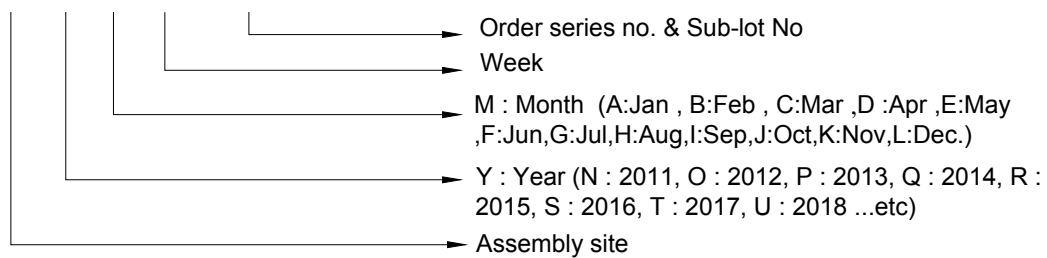 Order series no. & Sub-lot No
Week
M : Month (A:Jan , B:Feb , C:Mar ,D :Apr ,E:May
,F:Jun,G:Jul,H:Aug,I:Sep,J:Oct,K:Nov,L:Dec.)
Y : Year (N : 2011, O : 2012, P : 2013, Q : 2014, R :
2015, S : 2016, T : 2017, U : 2018 ...etc)
Assembly site